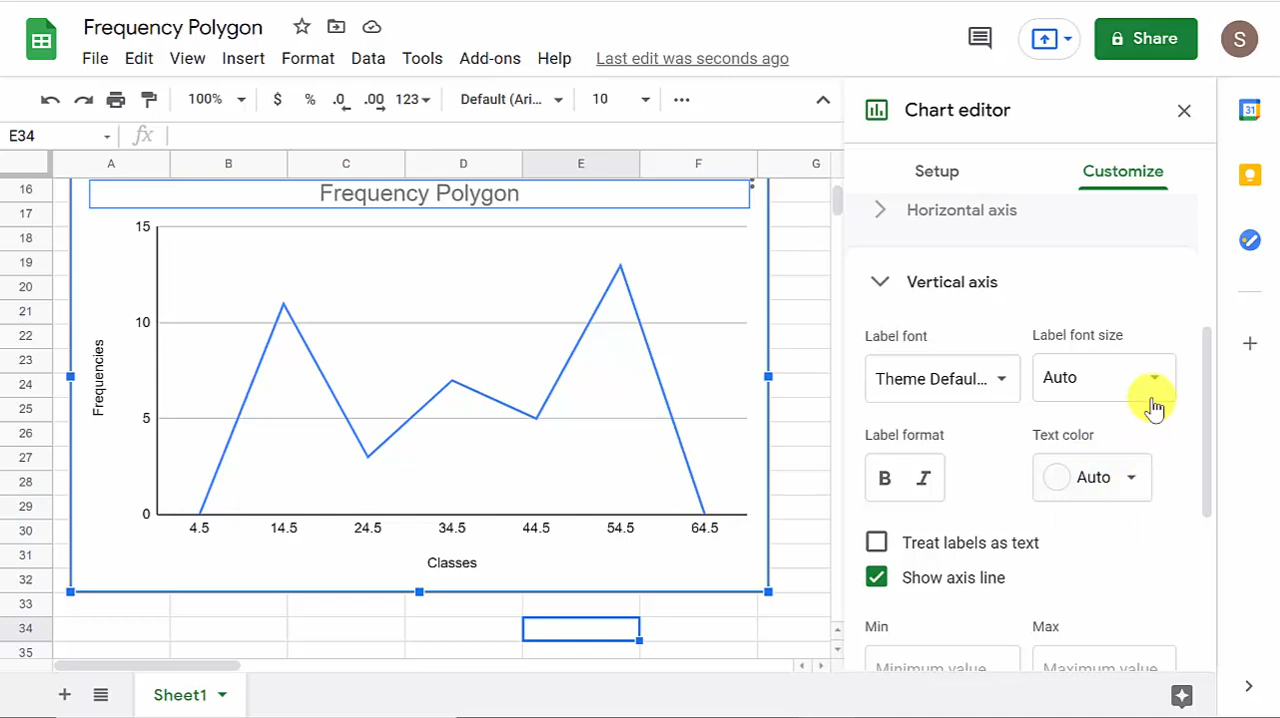 Frequency Polygon
File Edit View Insert Format Data Tools Add-ons Help Last edit was seconds ago
Share
S
100% $ % .0 .00 123 Default (Ari... 10
E34 fx
A B C D E F G
16
17
18
19
20
21
22
23
24
25
26
27
28
29
30
31
32
33
34
35
Frequency Polygon
15
10
5
0
Frequencies
4.5 14.5 24.5 34.5 44.5 54.5 64.5
Classes
Sheet1
Chart editor
Setup Customize
Horizontal axis
Vertical axis
Label font Label font size
Theme Defaul... Auto
Label format Text color
B I Auto
Treat labels as text
Show axis line
Min Max
Minimum value Maximum value
31